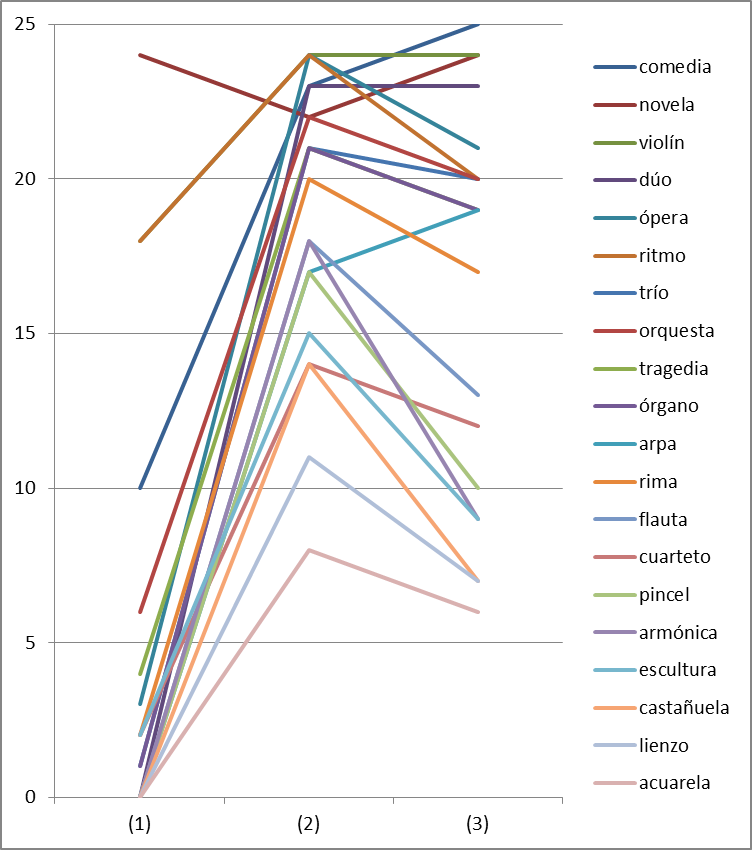 25
20
15
10
5
0
(1)
(2)
(3)
comedia
novela
violín
dúo
ópera
ritmo
trío
orquesta
tragedia
órgano
arpa
rima
flauta
cuarteto
pincel
armónica
escultura
castañuela
lienzo
acuarela